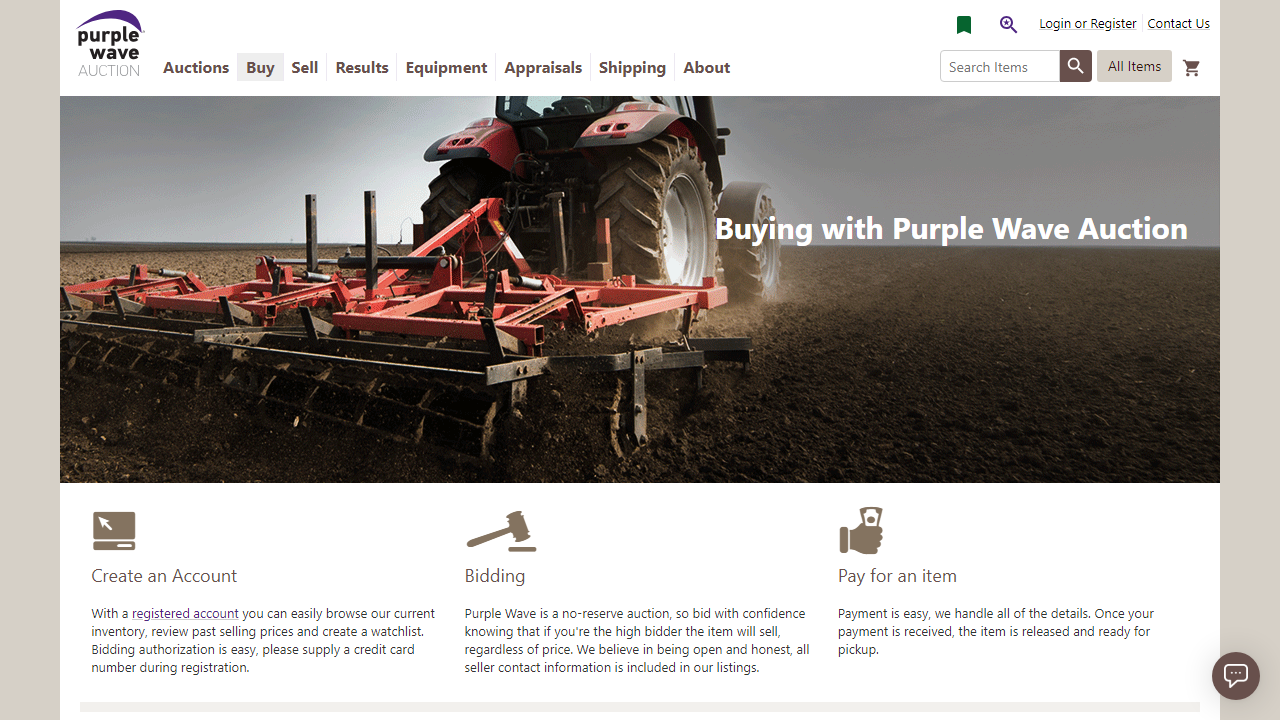 purple
wave
AUCTION
Login or Register
Contact Us
Auctions
Buy
Sell
Results
Equipment
Appraisals
Shipping
About
Search Items
All Items
Buying with Purple Wave Auction
Create an Account
With a registered account you can easily browse our current
inventory, review past selling prices and create a watchlist.
Bidding authorization is easy, please supply a credit card
number during registration.
Bidding
Purple Wave is a no-reserve auction, so bid with confidence
knowing that if you're the high bidder the item will sell,
regardless of price. We believe in being open and honest, all
seller contact information is included in our listings.
Pay for an item
Payment is easy, we handle all of the details. Once your
payment is received, the item is released and ready for
pickup.